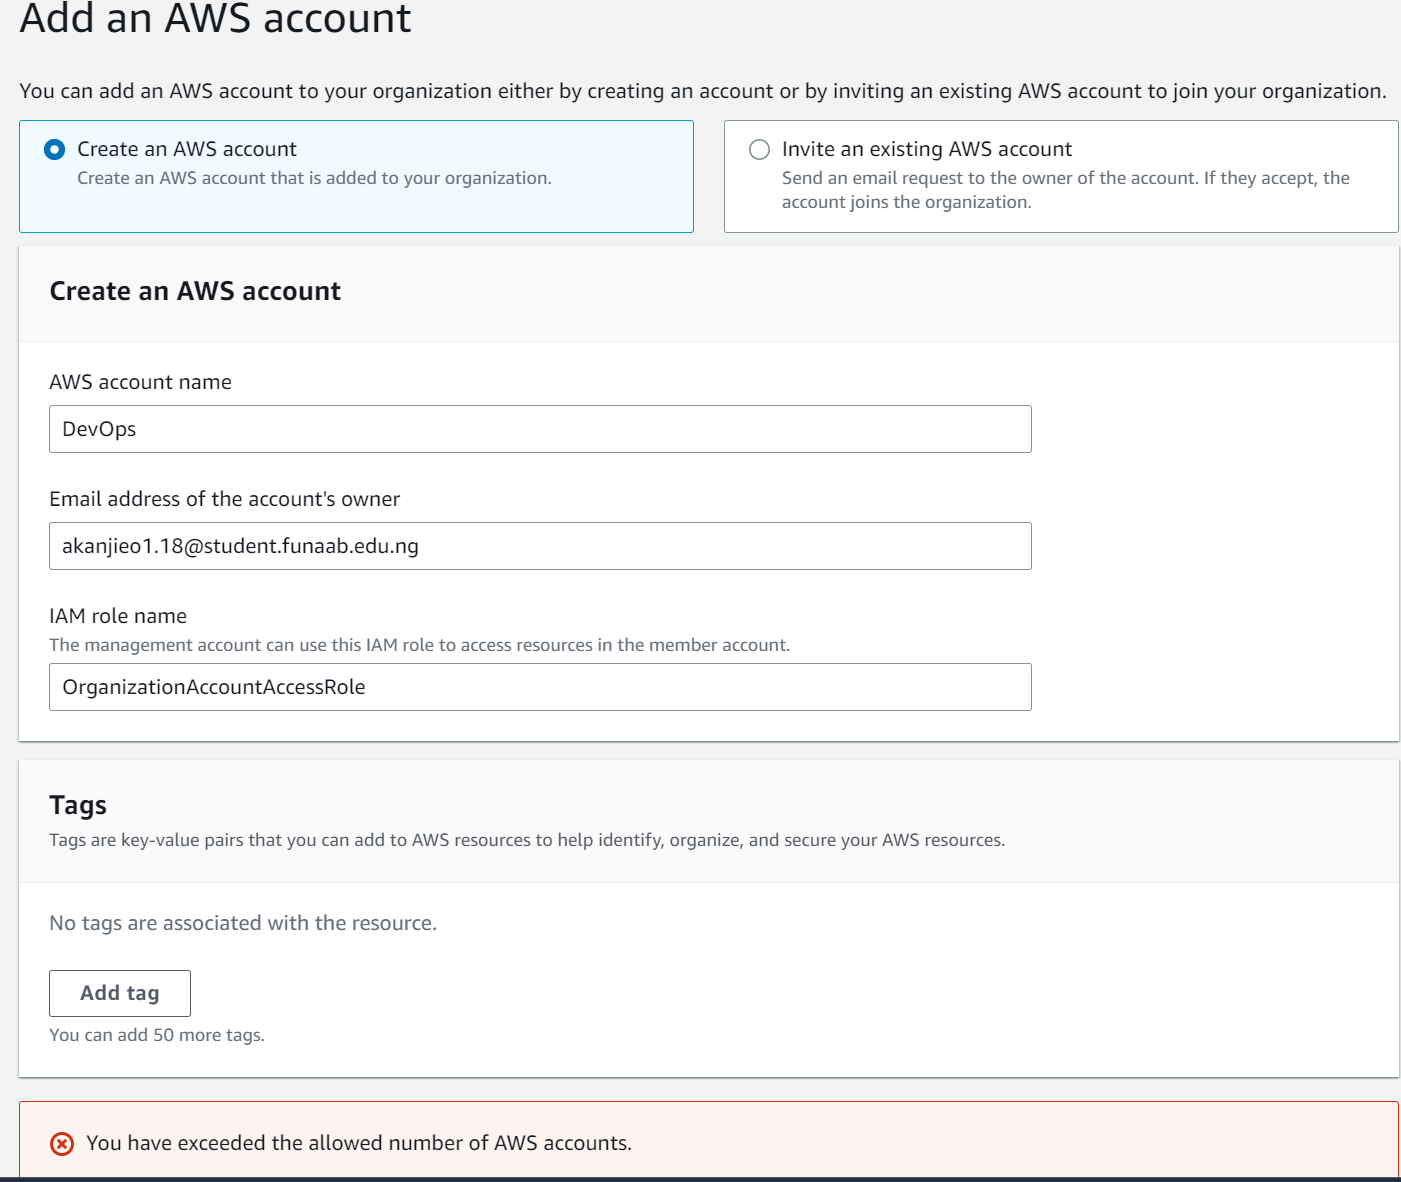 Add an AWS account
You can add an AWS account to your organization either by creating an account or by inviting an existing AWS account to join your organization.
Create an AWS account
Create an AWS account that is added to your organization.
Invite an existing AWS account
Send an email request to the owner of the account. If they accept, the
account joins the organization.
Create an AWS account
AWS account name
DevOps
Email address of the account's owner
akanjieo1.18@student.funaab.edu.ng
IAM role name
The management account can use this IAM role to access resources in the member account.
OrganizationAccountAccessRole
Tags
Tags are key-value pairs that you can add to AWS resources to help identify, organize, and secure your AWS resources.
No tags are associated with the resource.
Add tag
You can add 50 more tags.
You have exceeded the allowed number of AWS accounts.